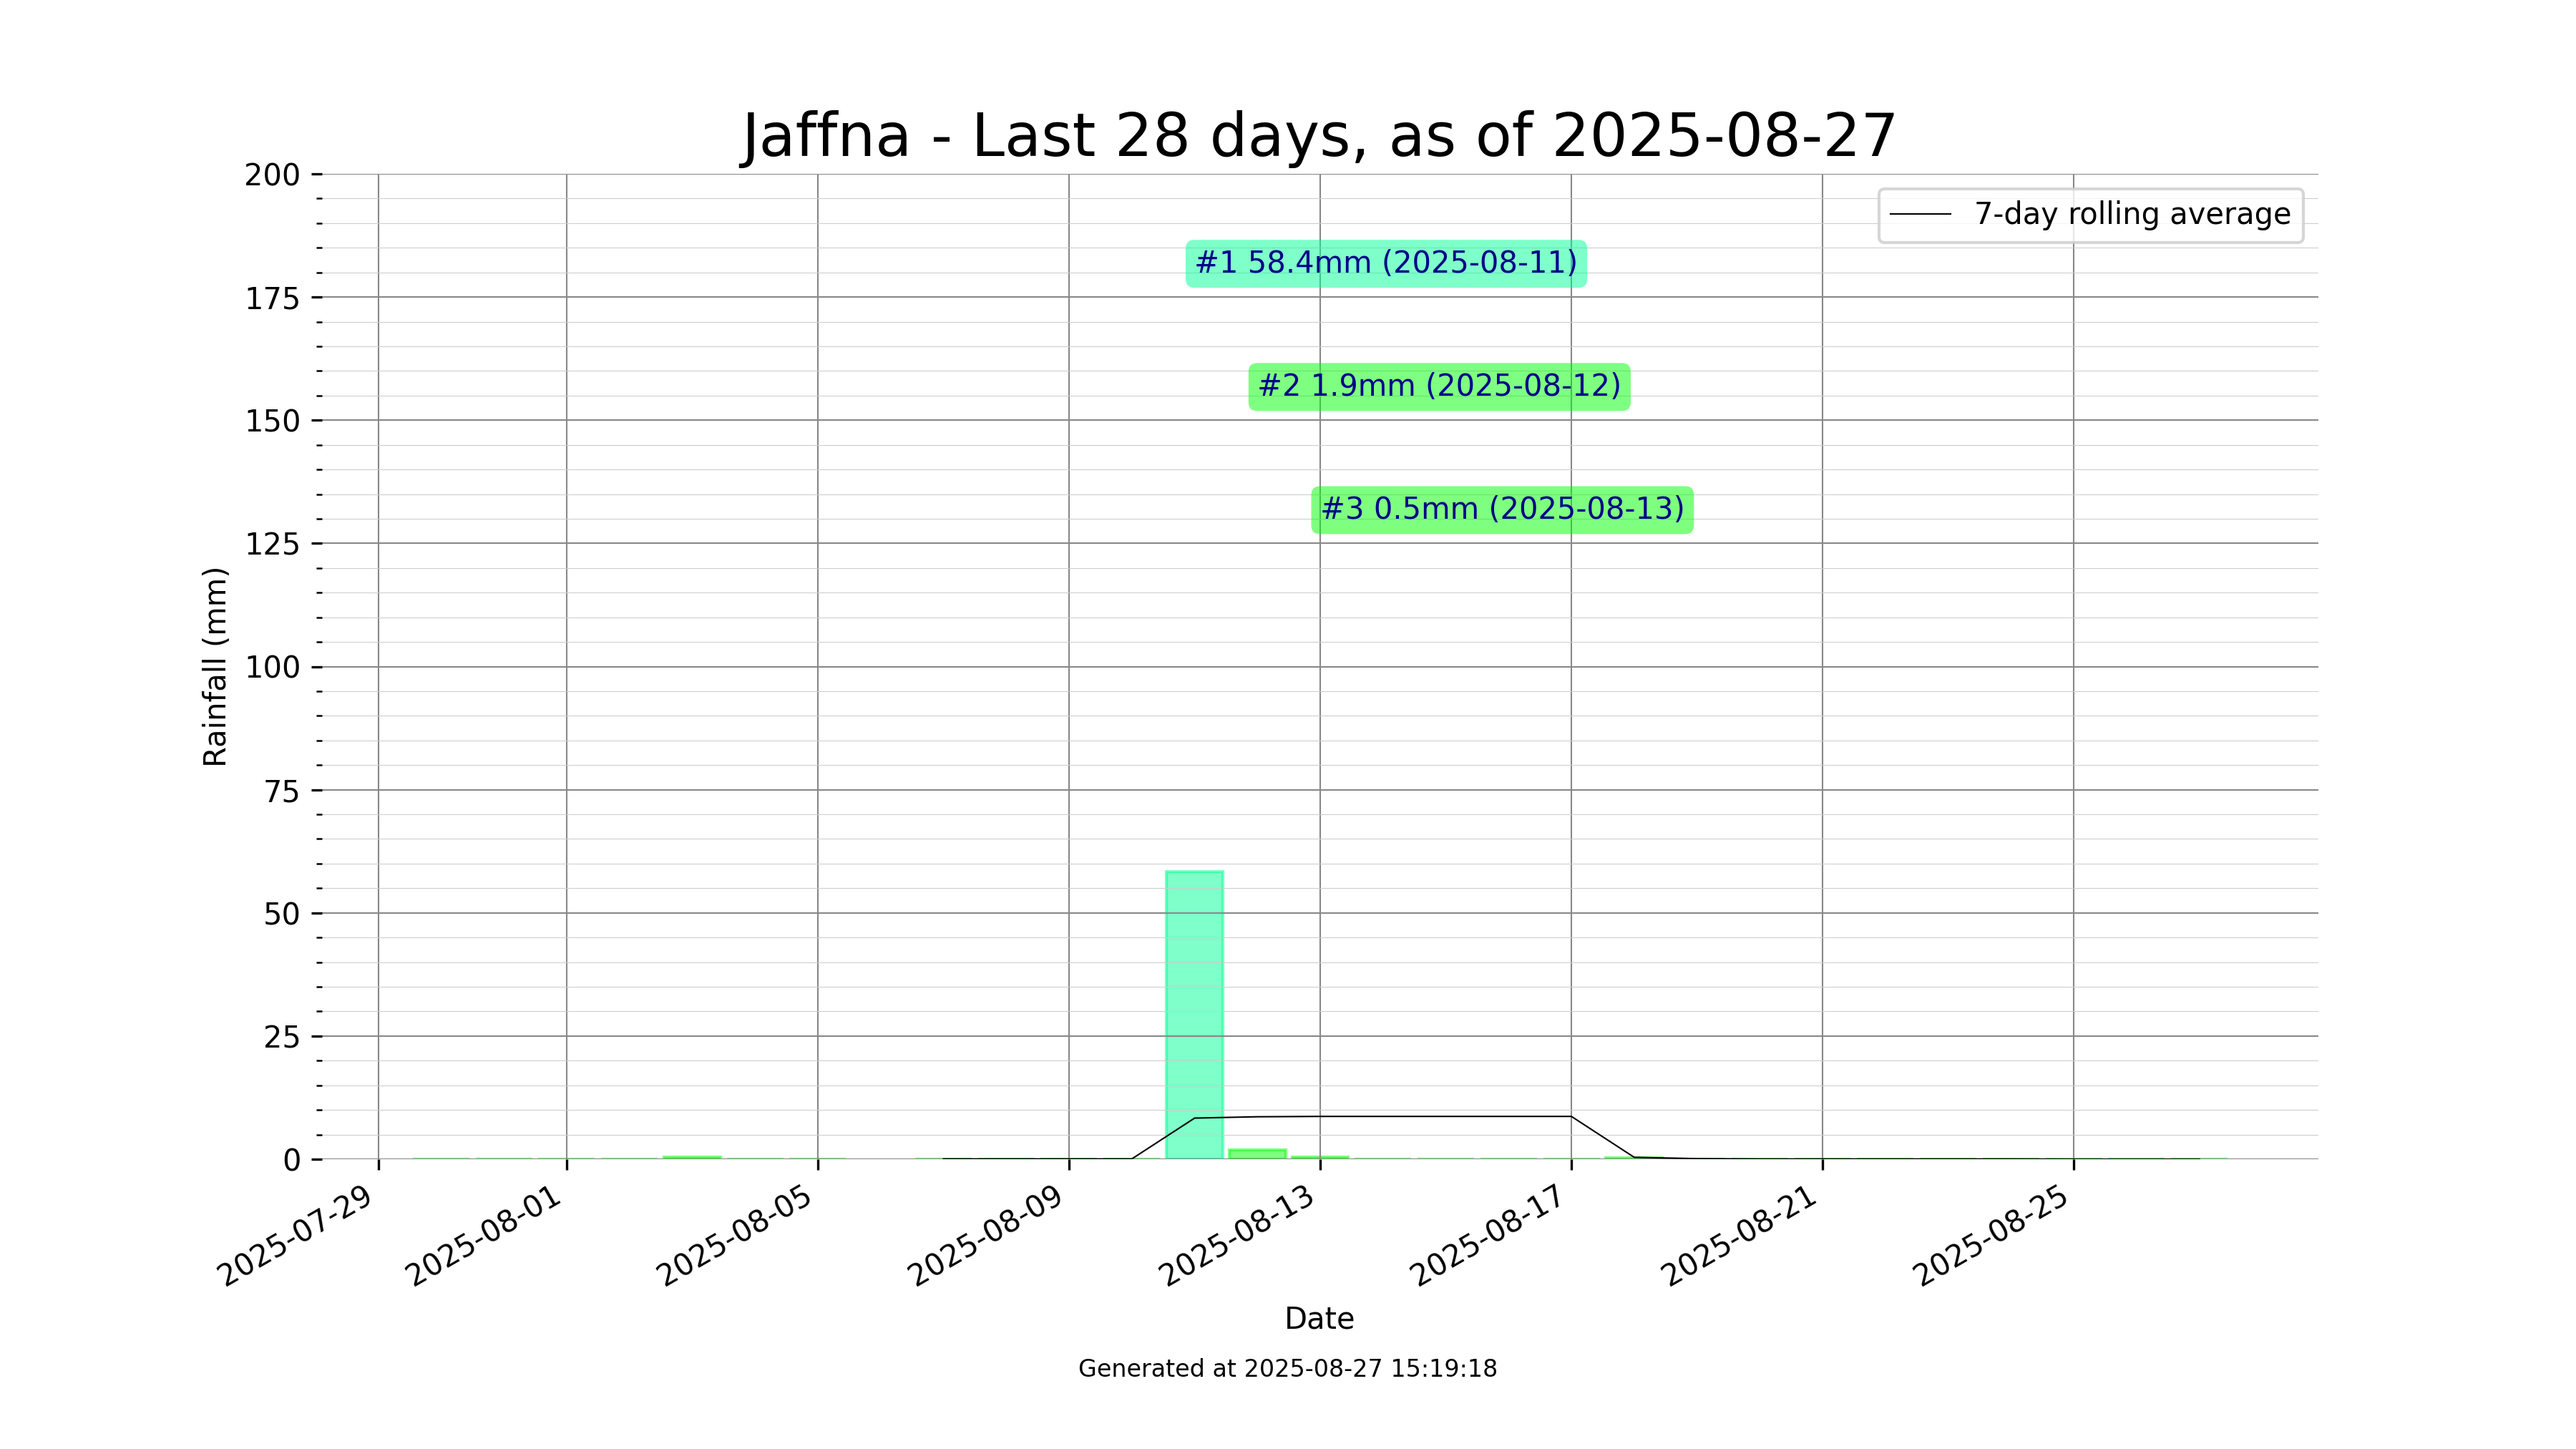 Jaffna - Last 28 days, as of 2025-08-27
7-day rolling average
#1 58.4mm (2025-08-11)
#2 1.9mm (2025-08-12)
#3 0.5mm (2025-08-13)
Rainfall (mm)
200
175
150
125
100
75
50
25
0
2025-07-29
2025-08-01
2025-08-05
2025-08-09
2025-08-13
2025-08-17
2025-08-21
2025-08-25
Date
Generated at 2025-08-27 15:19:18